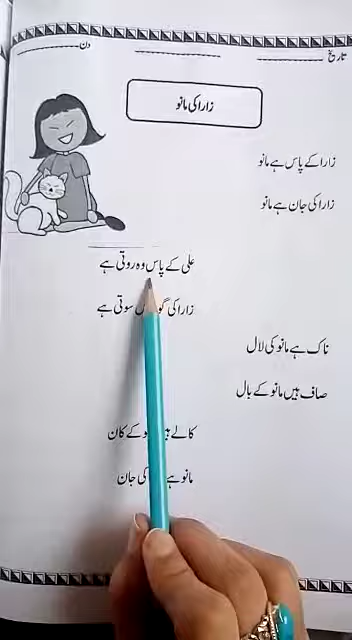 تاریخ
دن
زارا کی مانو
زارا کے پاس ہے مانو
زارا کی جان ہے مانو
علی کے پاس وہ روتی ہے
زارا کی سوتی ہے
ناک ہے مانو کی لال
صاف ہیں مانو کے بال
کالے کے کان
مانو ہے کی جان